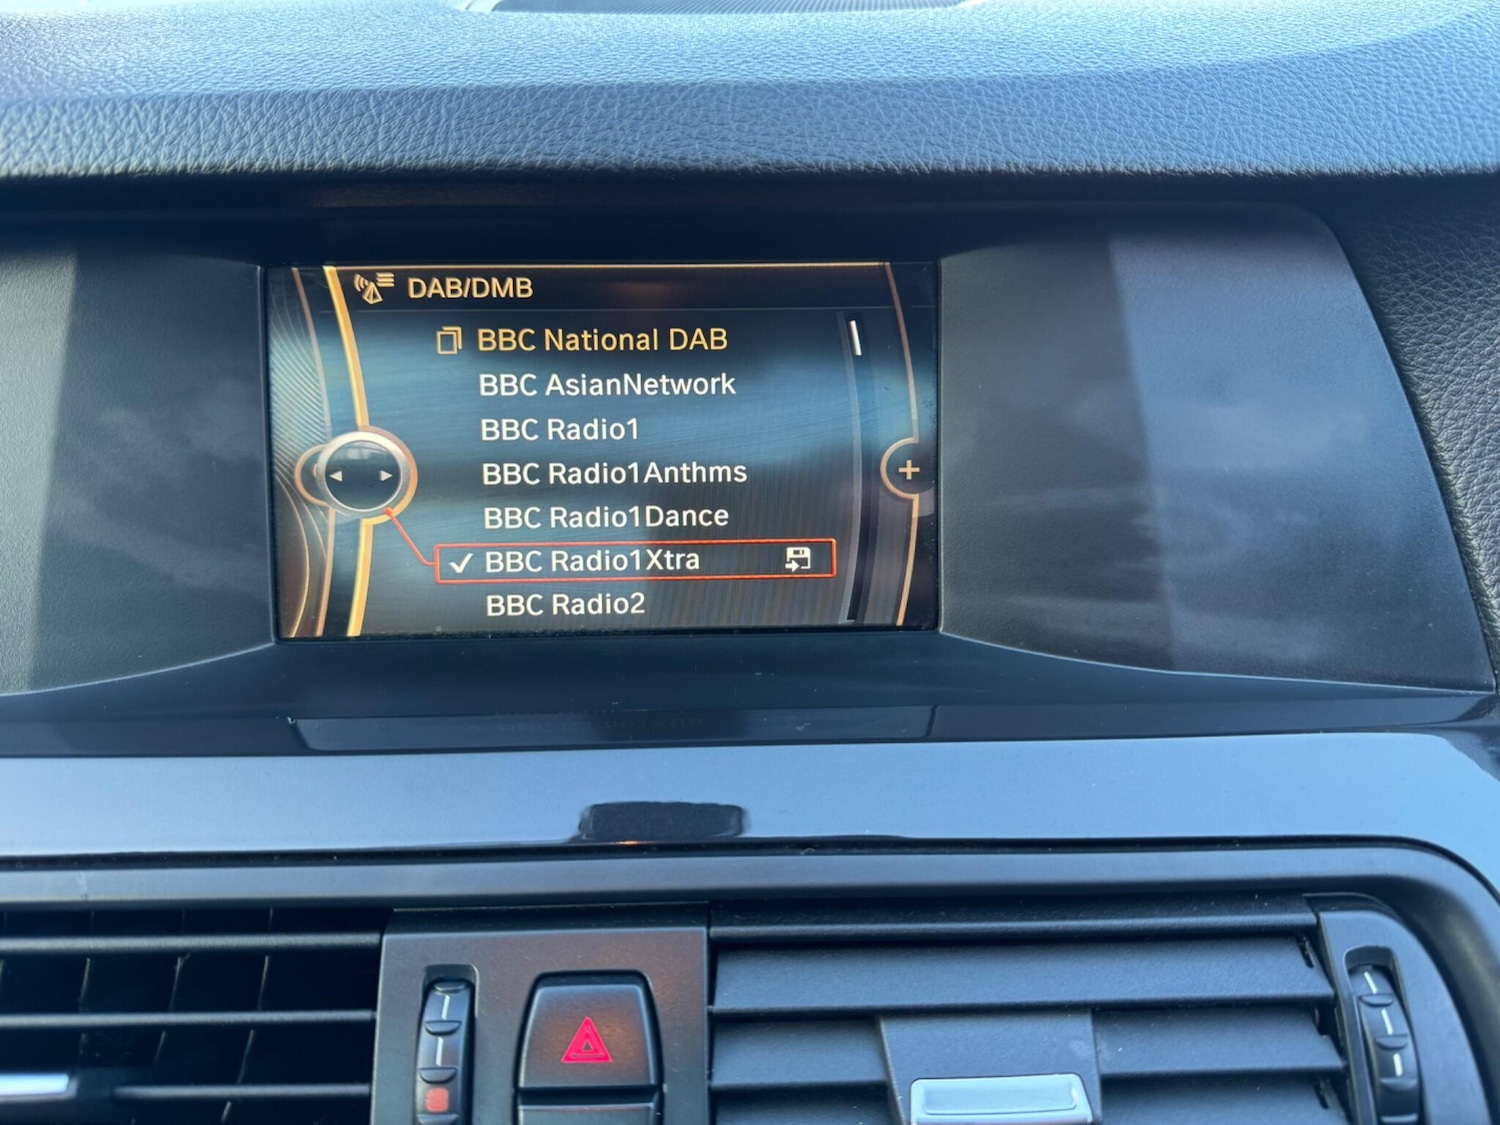 DAB/DMB
BBC National DAB
BBC AsianNetwork
BBC Radio1
BBC Radio1Anthms
BBC Radio1Dance
BBC Radio1Xtra
BBC Radio2